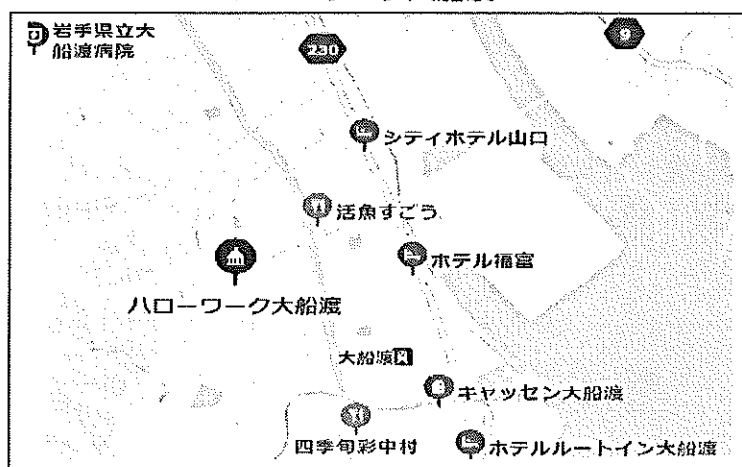 岩手県立大
船渡病院
230
9
シティホテル山口
活魚すごう
ホテル福富
ハローワーク大船渡
大船渡
キャッセン大船渡
四季旬彩中村
ホテルルートイン大船渡